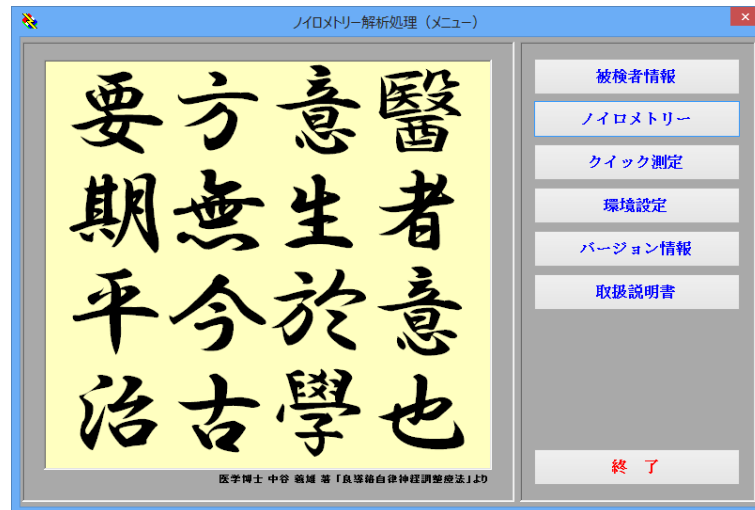 ノイロメトリー解析処理（メニュー）
醫者意也
意生於學
方無今古
要期平治
医学博士 中谷 義雄 著「良導絡自律神経調整療法」より
被検者情報
ノイロメトリー
クイック測定
環境設定
バージョン情報
取扱説明書
終 了